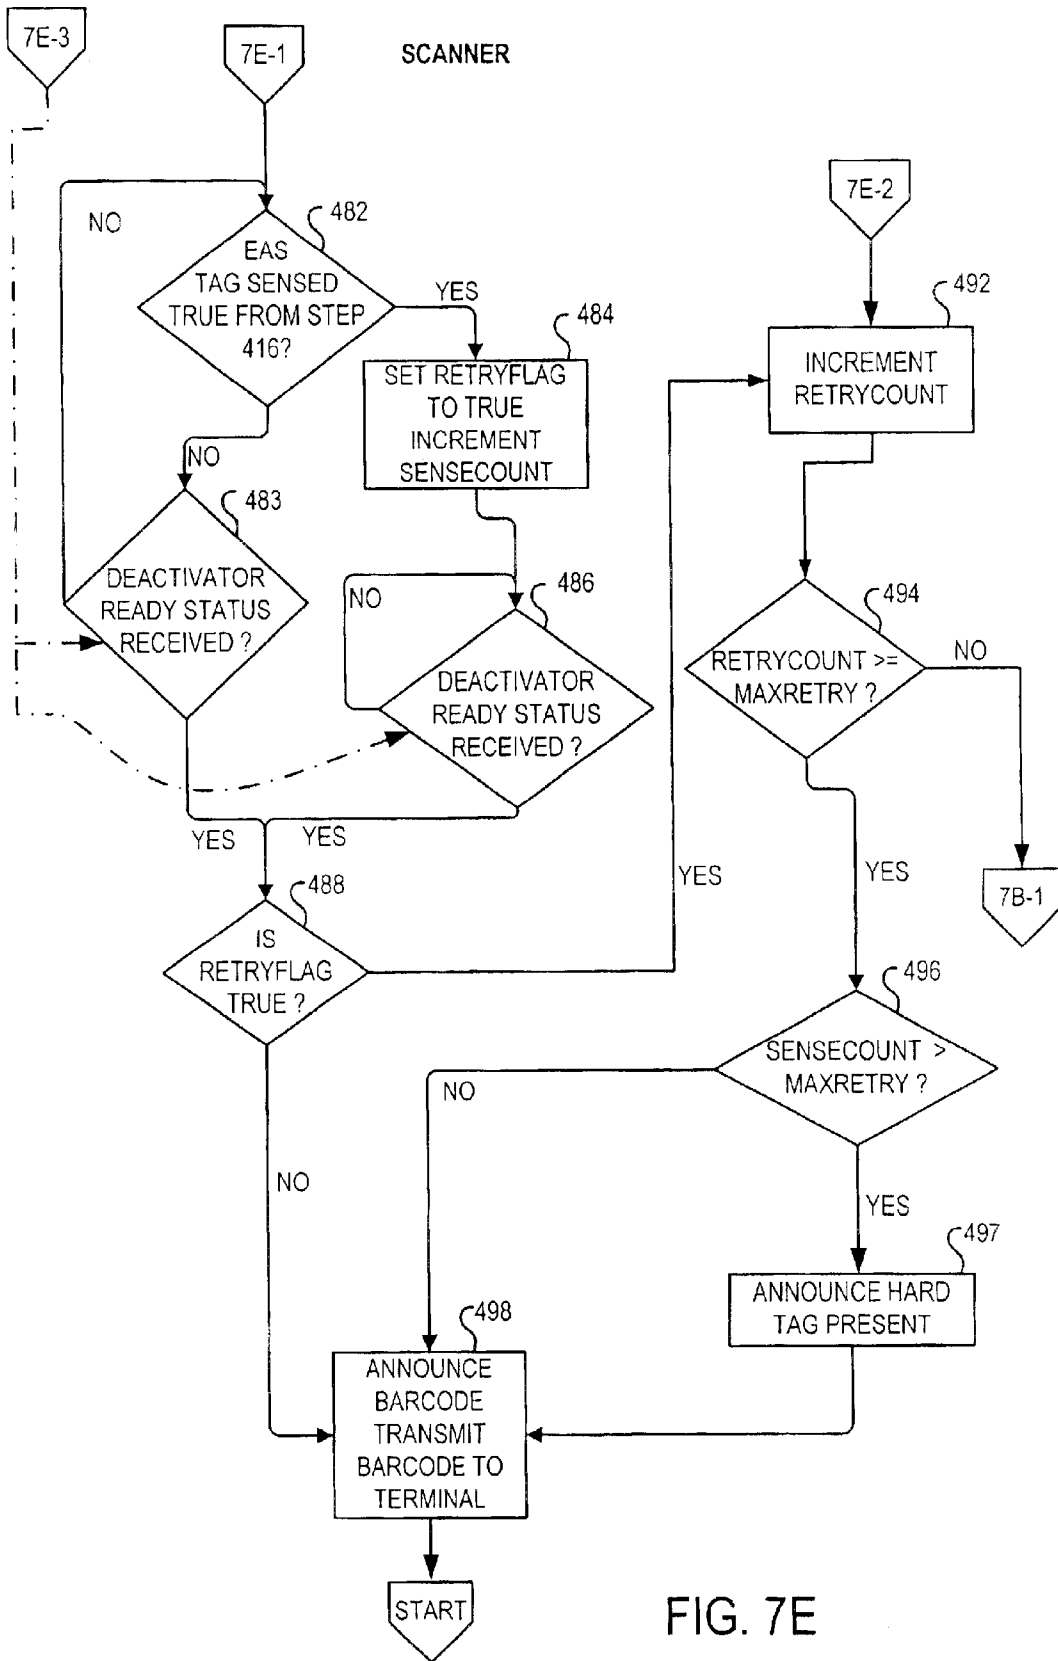 7E-3
7E-1
SCANNER
7E-2
NO
482
EAS
TAG SENSED
TRUE FROM STEP
416?
YES
484
SET RETRYFLAG
TO TRUE
INCREMENT
SENSECOUNT
492
INCREMENT
RETRYCOUNT
NO
483
DEACTIVATOR
READY STATUS
RECEIVED ?
NO
486
DEACTIVATOR
READY STATUS
RECEIVED ?
494
RETRYCOUNT >=
MAXRETRY ?
NO
YES
YES
YES
YES
7B-1
488
IS
RETRYFLAG
TRUE ?
496
SENSECOUNT >
MAXRETRY ?
NO
NO
YES
497
ANNOUNCE HARD
TAG PRESENT
498
ANNOUNCE
BARCODE
TRANSMIT
BARCODE TO
TERMINAL
START
FIG. 7E